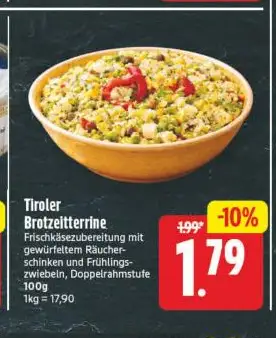 Tiroler
Brotzeitterrine
Frischkäsezubereitung mit
gewürfeltem Räucher-
schinken und Frühlings-
zwiebeln, Doppelrahmstufe
100g
1kg = 17,90
-10%
1.99*
1.79